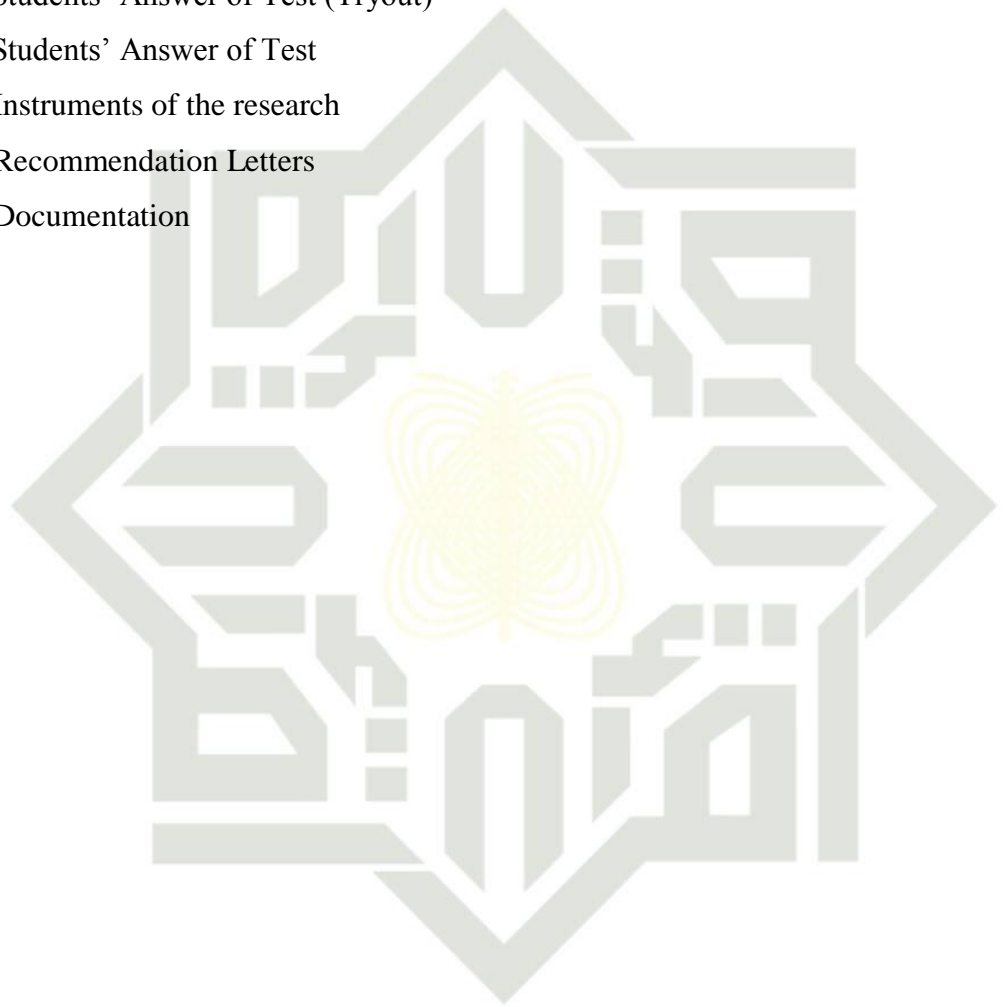 Students' Answer of Test (Tryout)
Students' Answer of Test
Instruments of the research
Recommendation Letters
Documentation